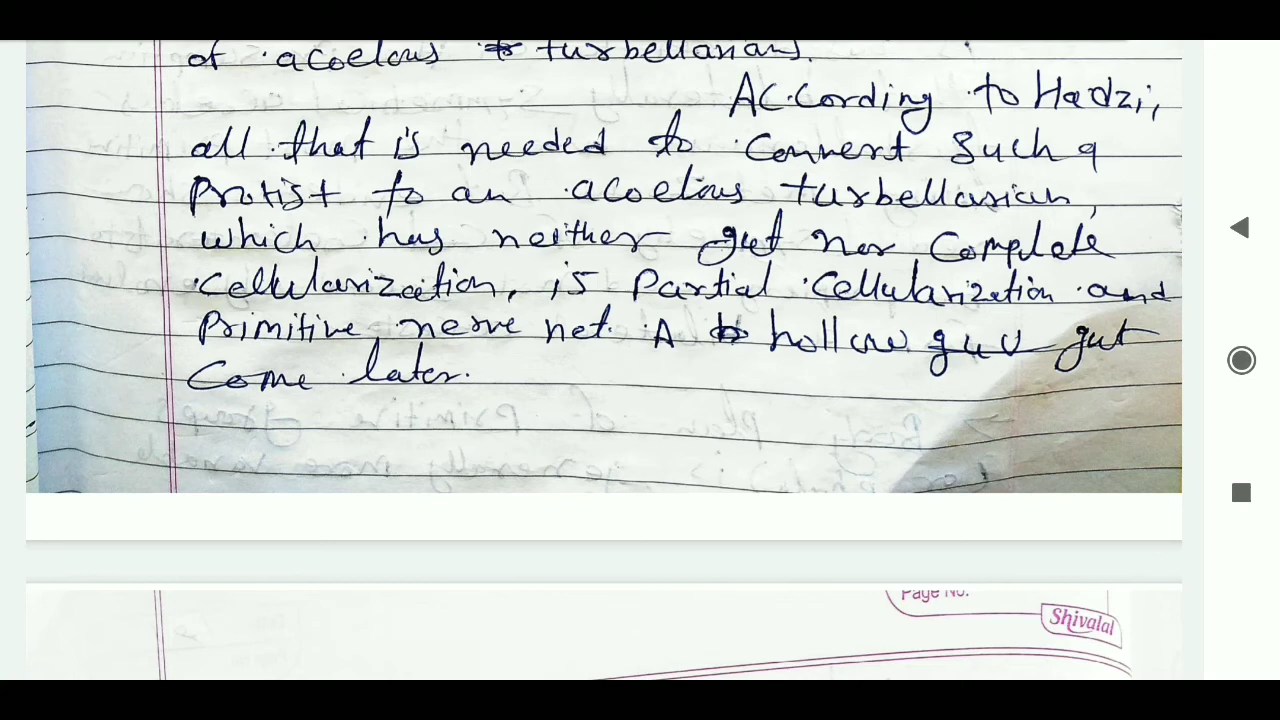 of acoelous turbellarians.
According to Hadzi,
all that is needed to Convert Such a
Protist to an acoelous turbellarian,
which has neither gut nor Complete
Cellularization, is Partial Cellularization and
Primitive nerve net. A hollow gut
Come later.
Page No.
Shivalal